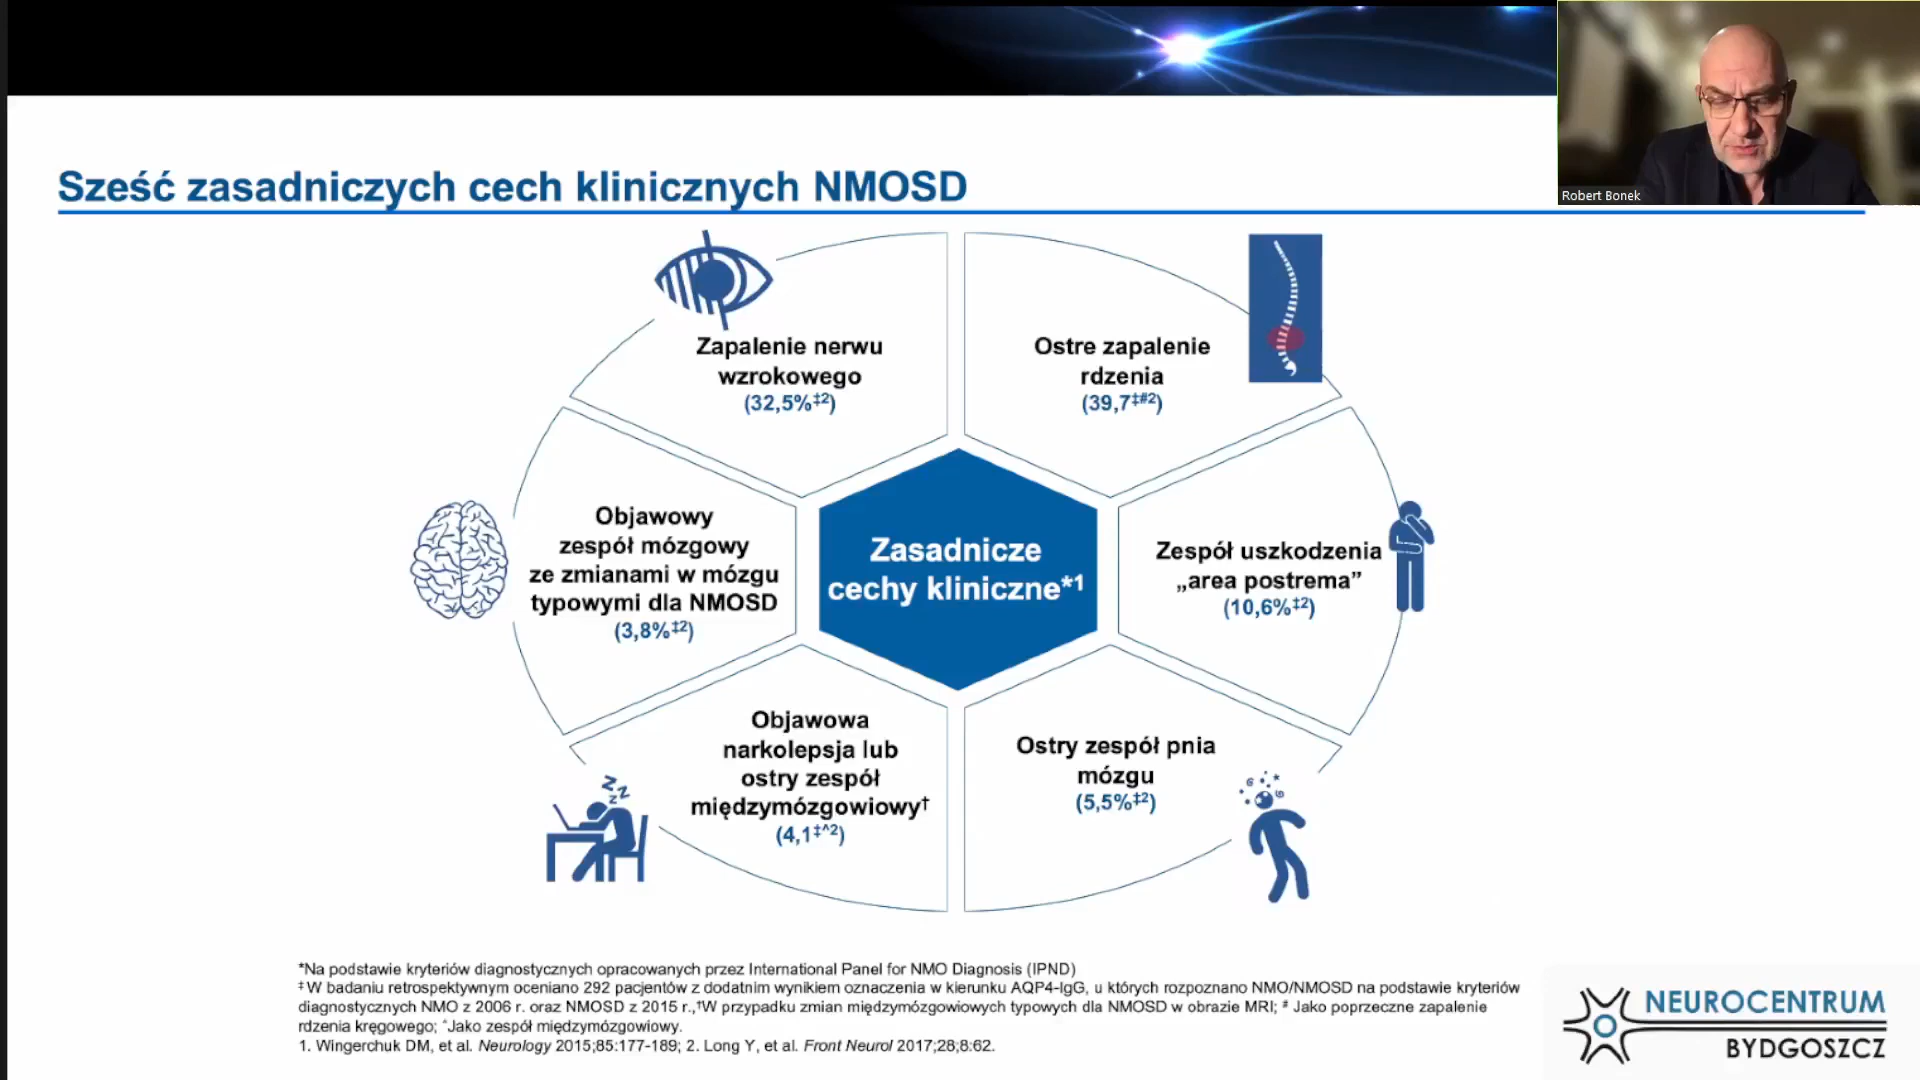 Robert Bonek
Sześć zasadniczych cech klinicznych NMOSD
Zapalenie nerwu
wzrokowego
(32,5%‡2)
Ostre zapalenie
rdzenia
(39,7‡#2)
Objawowy
zespół mózgowy
ze zmianami w mózgu
typowymi dla NMOSD
(3,8%‡2)
Zasadnicze
cechy kliniczne*1
Zespół uszkodzenia
„area postrema”
(10,6%‡2)
Objawowa
narkolepsja lub
ostry zespół
międzymózgowiowy†
(4,1‡^2)
Ostry zespół pnia
mózgu
(5,5%‡2)
*Na podstawie kryteriów diagnostycznych opracowanych przez International Panel for NMO Diagnosis (IPND)
‡ W badaniu retrospektywnym oceniano 292 pacjentów z dodatnim wynikiem oznaczenia w kierunku AQP4-IgG, u których rozpoznano NMO/NMOSD na podstawie kryteriów
diagnostycznych NMO z 2006 r. oraz NMOSD z 2015 r.,†W przypadku zmian międzymózgowiowych typowych dla NMOSD w obrazie MRI; # Jako poprzeczne zapalenie
rdzenia kręgowego; ^Jako zespół międzymózgowiowy.
1. Wingerchuk DM, et al. Neurology 2015;85:177-189; 2. Long Y, et al. Front Neurol 2017;28;8:62.
NEUROCENTRUM
BYDGOSZCZ